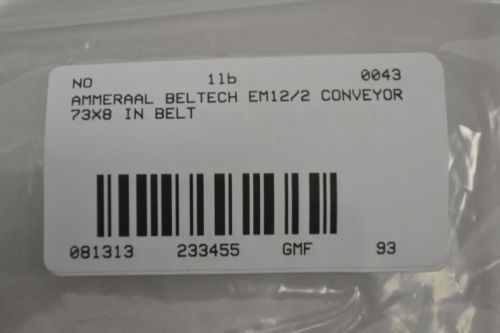 NO 1lb 0043
AMMERAAL BELTECH EM12/2 CONVEYOR
73X8 IN BELT
081313 233455 GMF 93